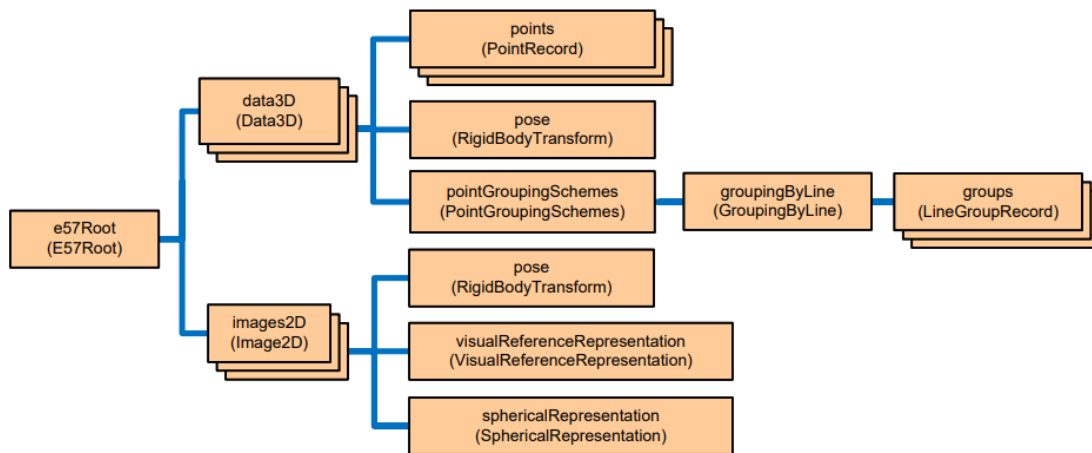 points
(PointRecord)
data3D
(Data3D)
pose
(RigidBodyTransform)
pointGroupingSchemes
(PointGroupingSchemes)
groupingByLine
(GroupingByLine)
groups
(LineGroupRecord)
e57Root
(E57Root)
pose
(RigidBodyTransform)
images2D
(Image2D)
visualReferenceRepresentation
(VisualReferenceRepresentation)
sphericalRepresentation
(SphericalRepresentation)